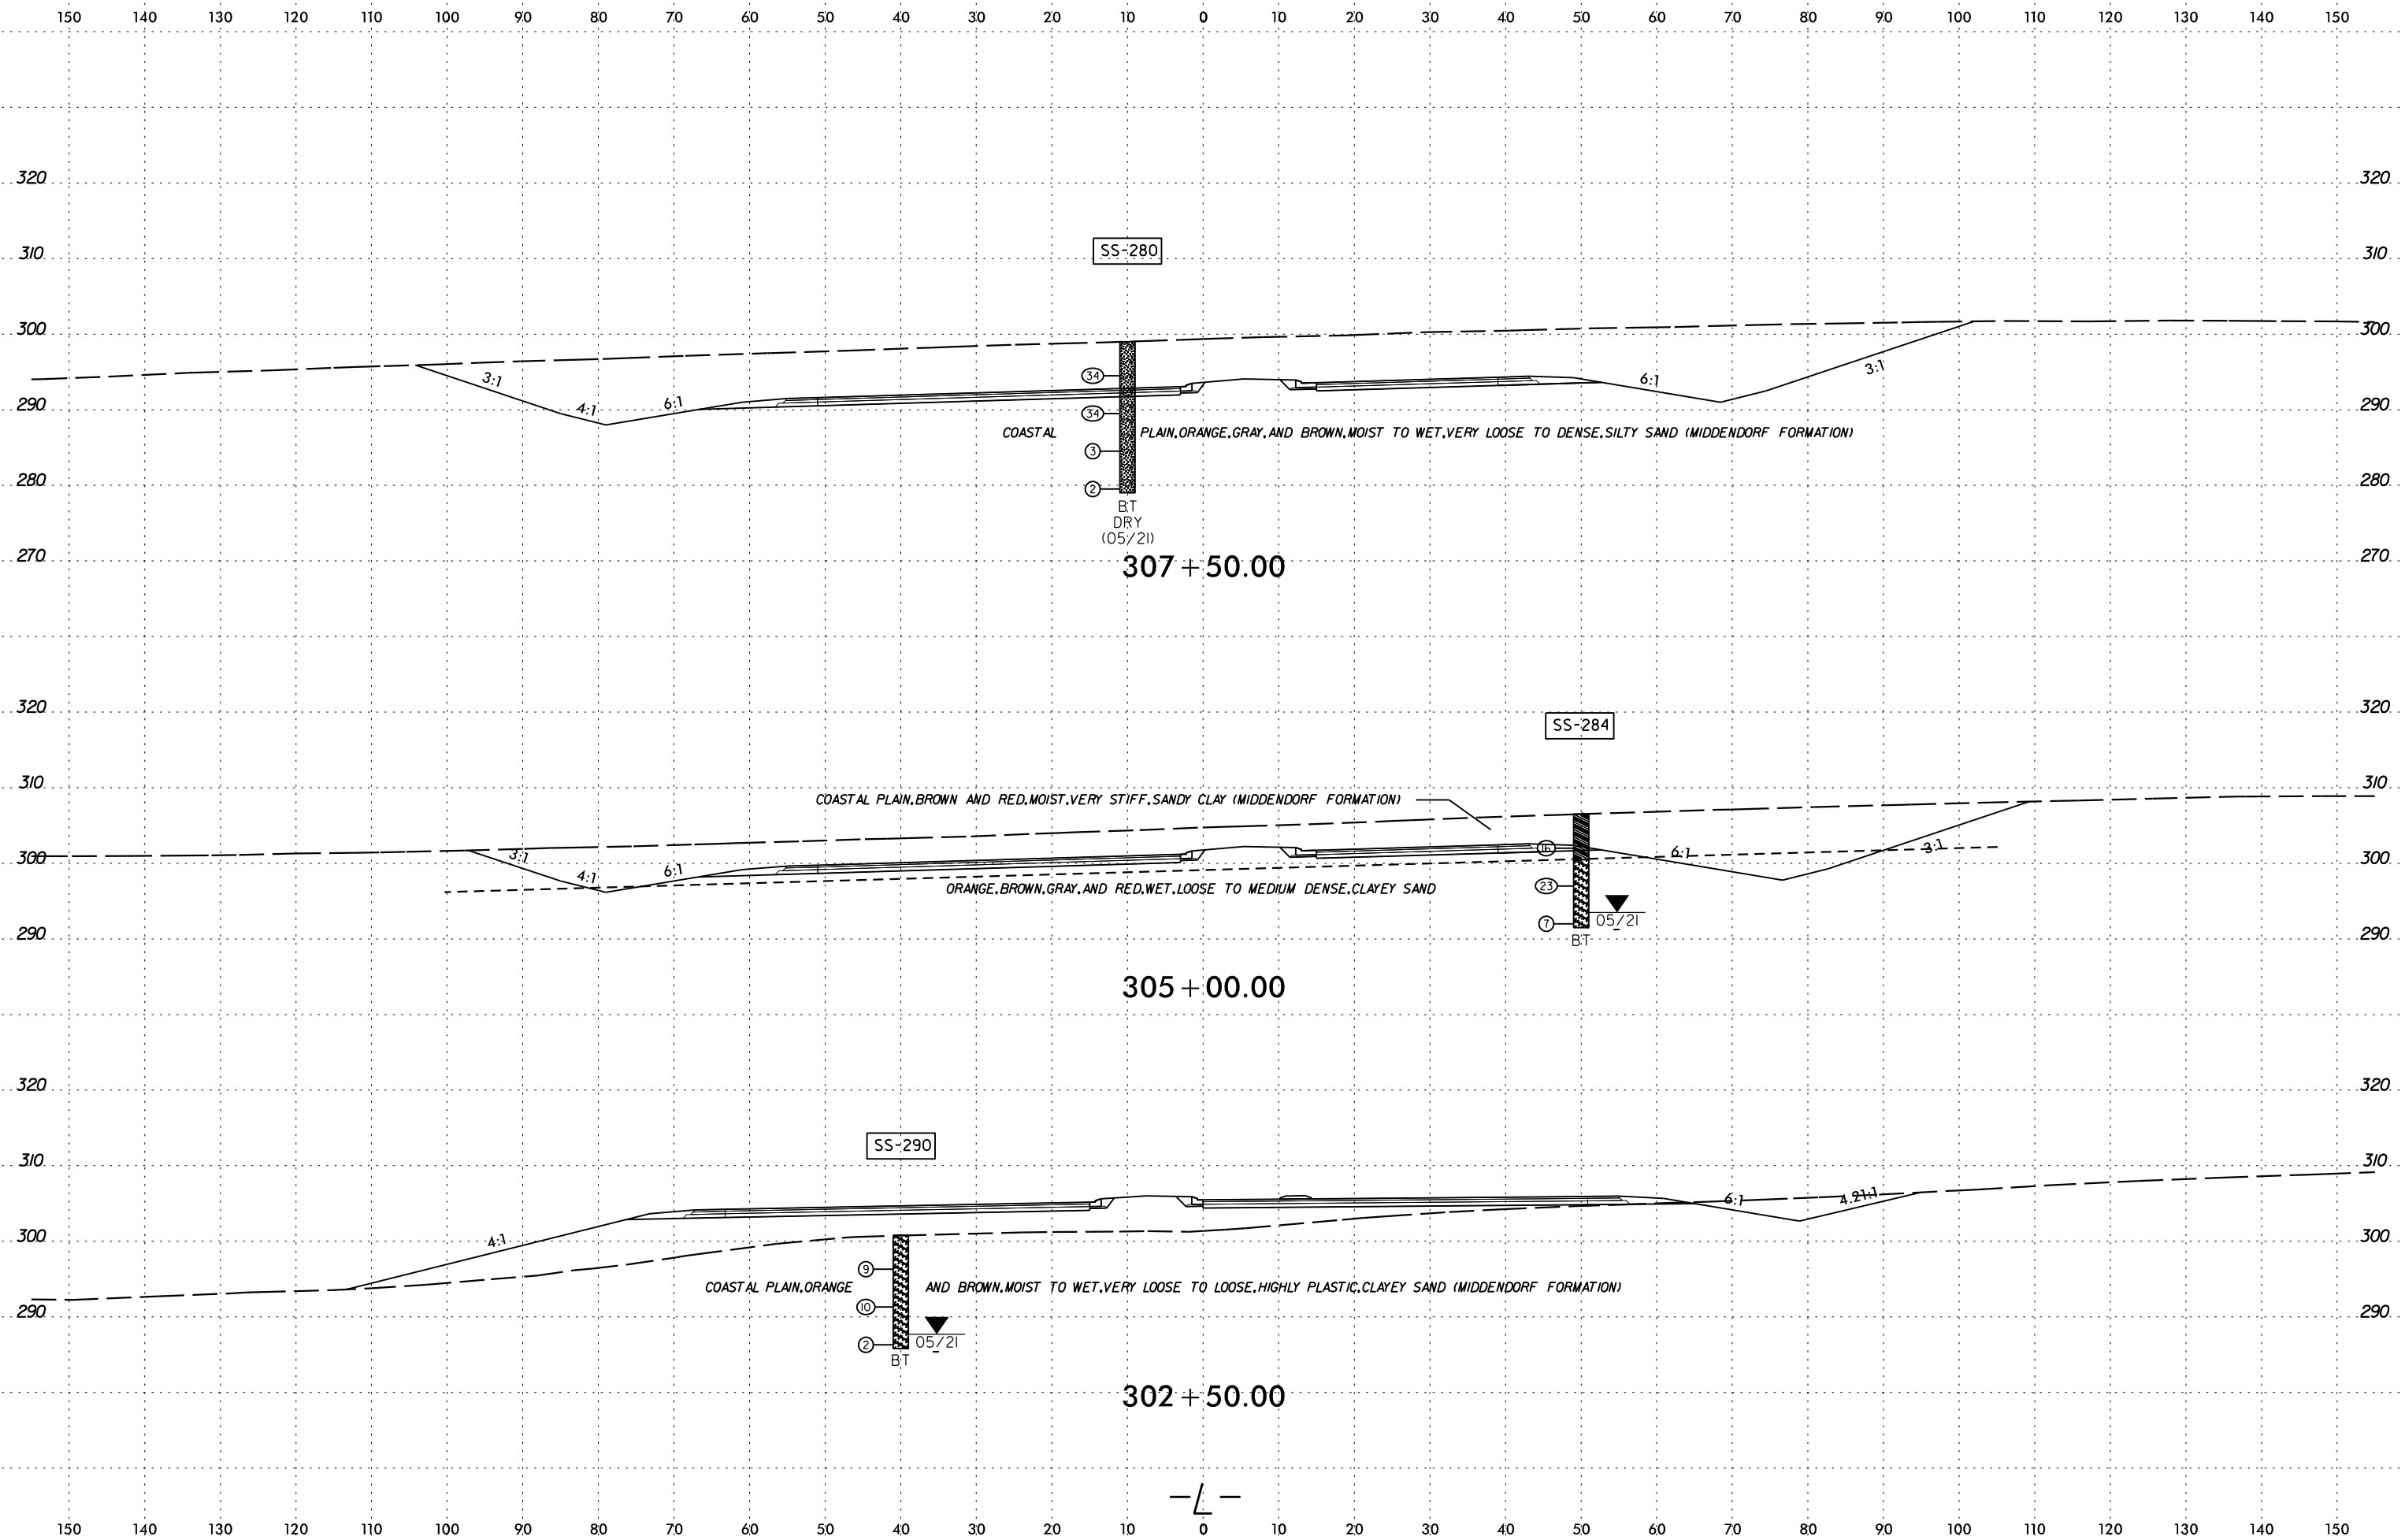 150 140 130 120 110 100 90 80 70 60 50 40 30 20 10 0 10 20 30 40 50 60 70 80 90 100 110 120 130 140 150
320 320
SS-280
310 310
300 300
3:1 3:1
34
4:1 6:1 6:1
290 34 290
COASTAL PLAIN, ORANGE, GRAY, AND BROWN, MOIST TO WET, VERY LOOSE TO DENSE, SILTY SAND (MIDDENDORF FORMATION)
3
280 2 280
BT
DRY
(05/21)
270 270
307+50.00
320 320
SS-284
310 310
COASTAL PLAIN, BROWN AND RED, MOIST, VERY STIFF, SANDY CLAY (MIDDENDORF FORMATION)
300 3:1 16 6:1 3:1 300
4:1 6:1
ORANGE, BROWN, GRAY, AND RED, WET, LOOSE TO MEDIUM DENSE, CLAYEY SAND
23
7 05/21
290 BT 290
305+00.00
320 320
SS-290
310 310
6:1 4.21:1
300 4:1 300
9
COASTAL PLAIN, ORANGE AND BROWN, MOIST TO WET, VERY LOOSE TO LOOSE, HIGHLY PLASTIC, CLAYEY SAND (MIDDENDORF FORMATION)
290 10 290
2 05/21
BT
302+50.00
-L-
150 140 130 120 110 100 90 80 70 60 50 40 30 20 10 0 10 20 30 40 50 60 70 80 90 100 110 120 130 140 150